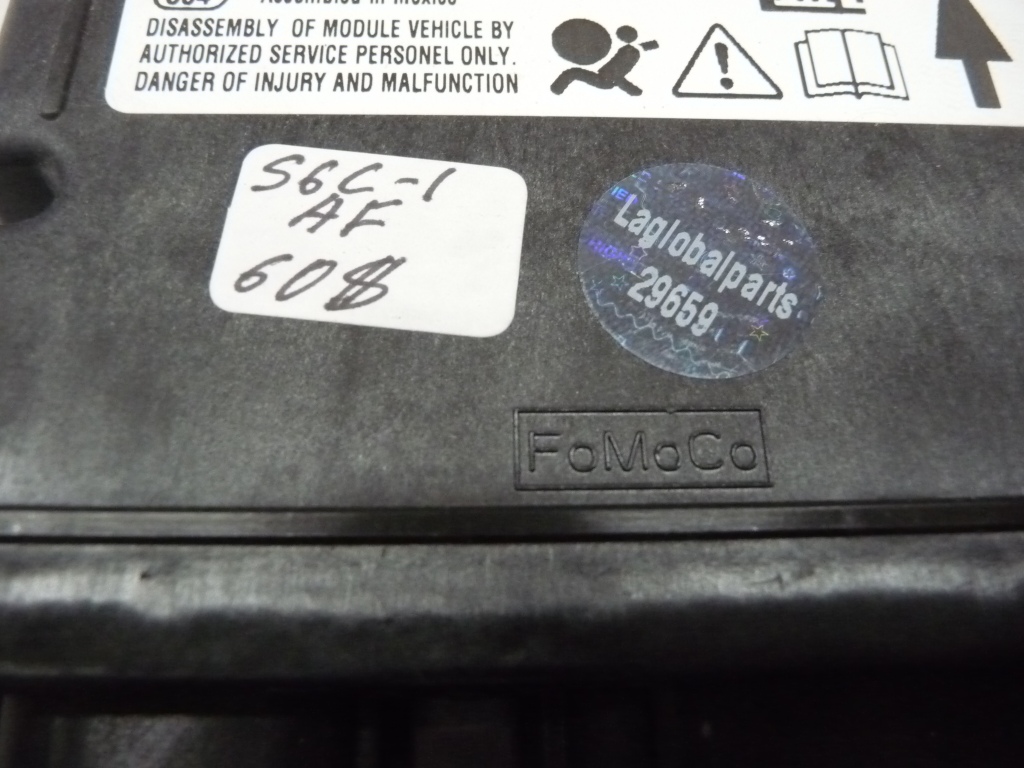 DISASSEMBLY OF MODULE VEHICLE BY
AUTHORIZED SERVICE PERSONEL ONLY.
DANGER OF INJURY AND MALFUNCTION
S6C-1
AF
60$
Laglobalparts
29659
FoMoCo